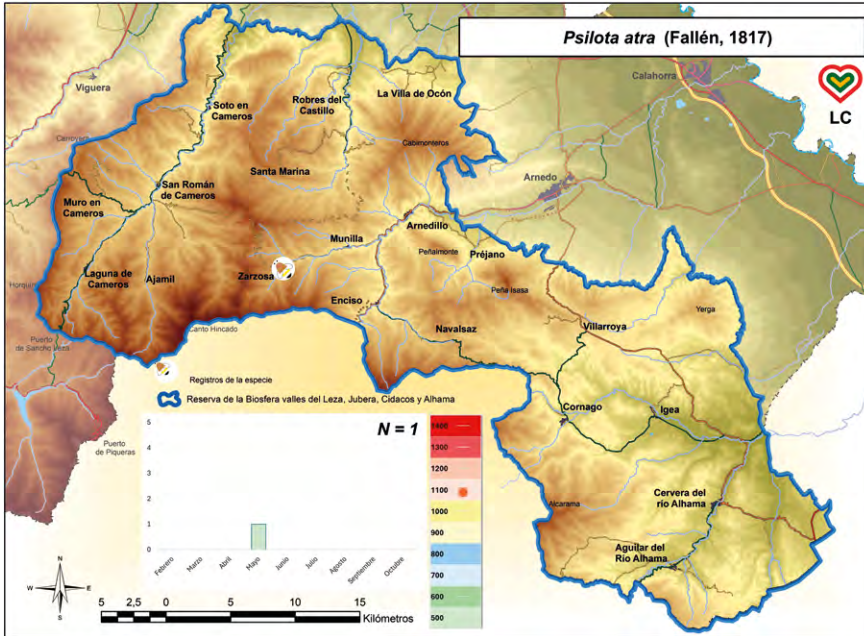 Psilota atra (Fallén, 1817)
LC
Viguera
Calahorra
Soto en
Cameros
Robres del
Castillo
La Villa de Ocón
Cabimonteros
Arnedo
Santa Marina
San Román
de Cameros
Muro en
Cameros
Arnedillo
Munilla
Peñalmonte
Préjano
Zarzosa
Laguna de
Cameros
Ajamil
Peña Isasa
Enciso
Yerga
Canto Hincado
Navalsaz
Villarroya
Puerto
de Sancho Leza
Registros de la especie
Reserva de la Biosfera valles del Leza, Jubera, Cidacos y Alhama
Cornago
Igea
N = 1
5
4
3
2
1
0
Febrero
Marzo
Abril
Mayo
Junio
Julio
Agosto
Septiembre
Octubre
1400
1300
1200
1100
1000
900
800
700
600
500
Puerto
de Piqueras
Alcarama
Cervera del
río Alhama
Aguilar del
Río Alhama
N
W
E
S
5
2,5
0
5
10
15
Kilómetros